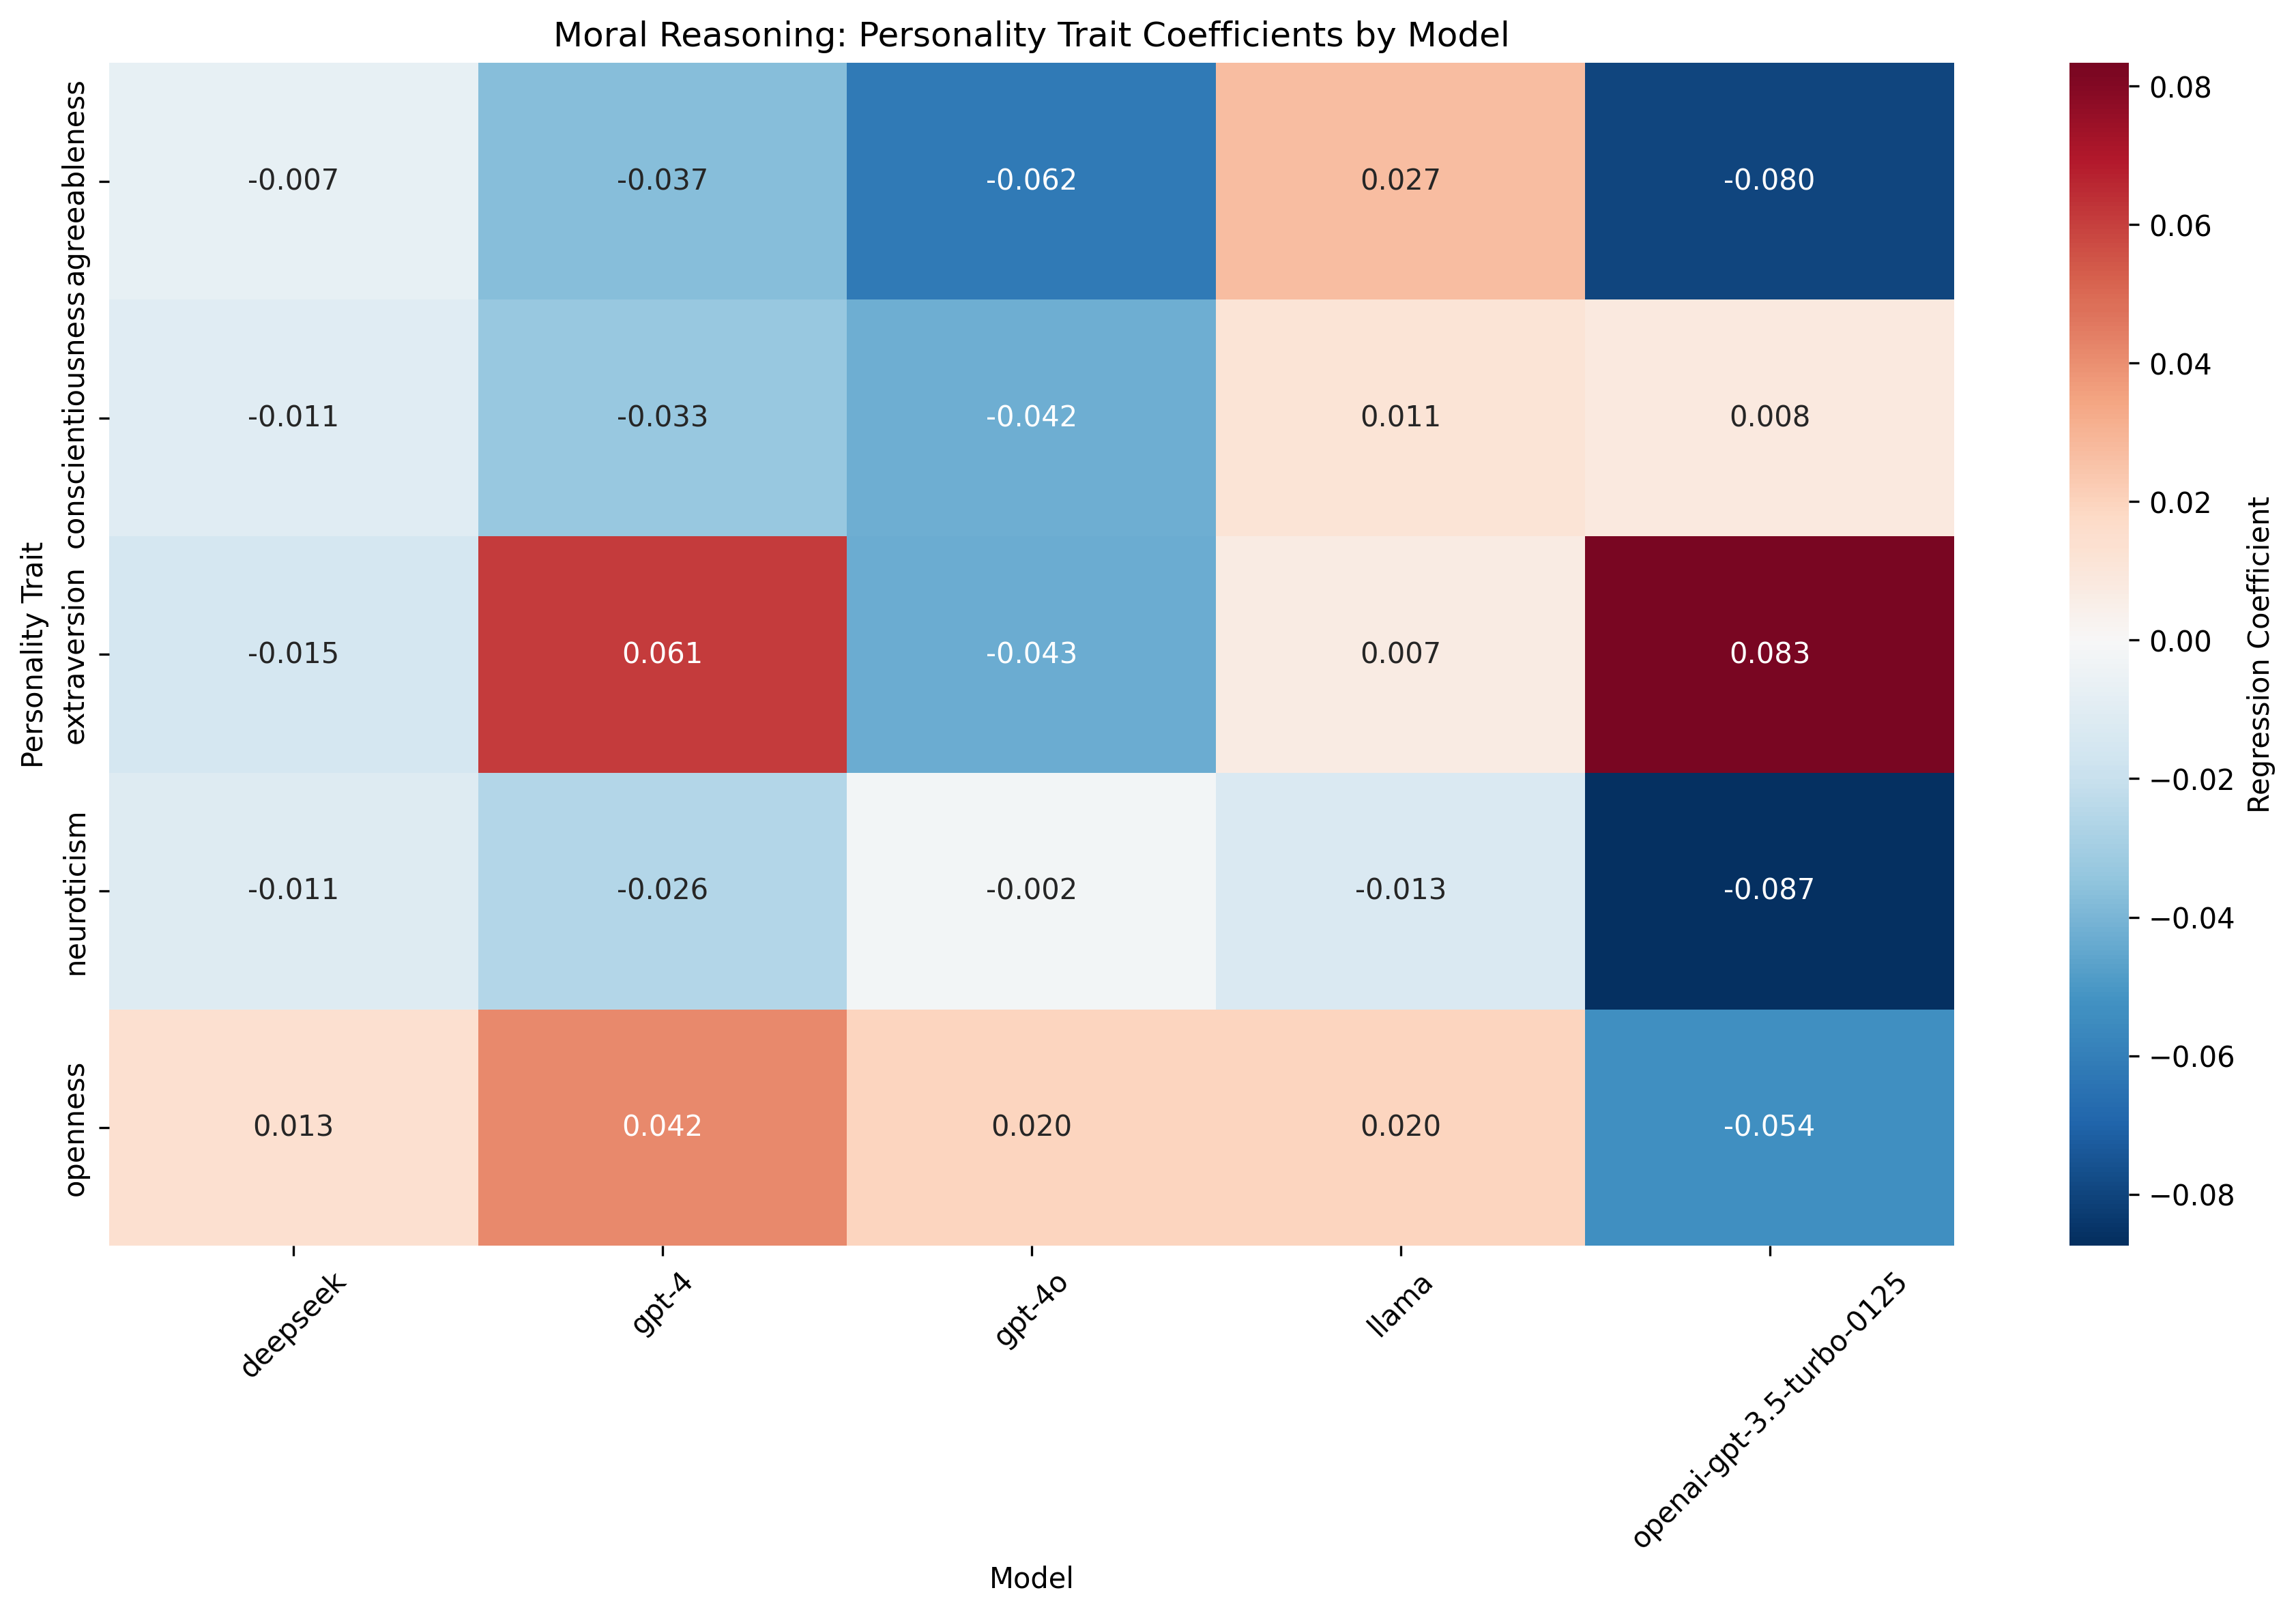 Moral Reasoning: Personality Trait Coefficients by Model
Personality Trait
agreeableness
-0.007
-0.037
-0.062
0.027
-0.080
conscientiousness
-0.011
-0.033
-0.042
0.011
0.008
extraversion
-0.015
0.061
-0.043
0.007
0.083
neuroticism
-0.011
-0.026
-0.002
-0.013
-0.087
openness
0.013
0.042
0.020
0.020
-0.054
deepseek
gpt-4
gpt-4o
llama
openai-gpt-3.5-turbo-0125
Model
0.08
0.06
0.04
0.02
0.00
−0.02
−0.04
−0.06
−0.08
Regression Coefficient